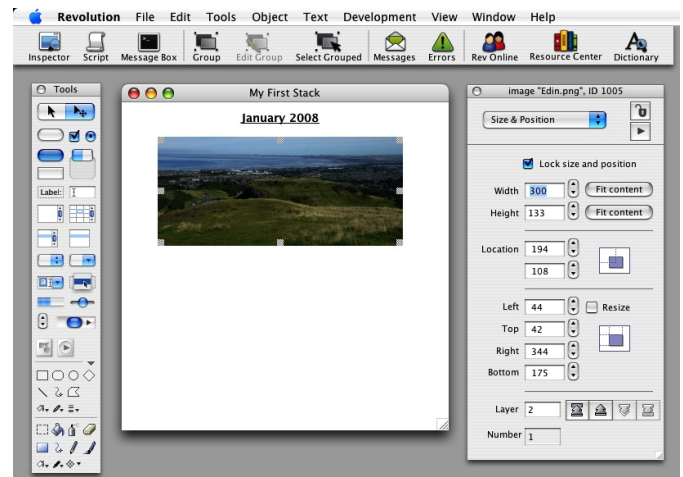 Revolution File Edit Tools Object Text Development View Window Help
Inspector Script Message Box Group Edit Group Select Grouped Messages Errors Rev Online Resource Center Dictionary
Tools
My First Stack
image "Edin.png", ID 1005
January 2008
Size & Position
Lock size and position
Label:
Width 300 Fit content
Height 133 Fit content
Location 194
108
Left 44 Resize
Top 42
Right 344
Bottom 175
Layer 2
Number 1